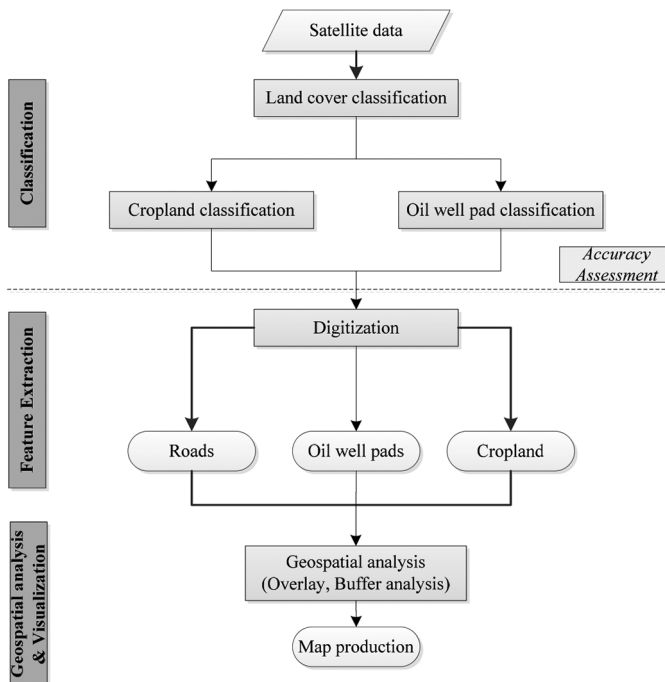 Satellite data
Classification
Land cover classification
Cropland classification
Oil well pad classification
Accuracy
Assessment
Feature Extraction
Digitization
Roads
Oil well pads
Cropland
Geospatial analysis
& Visualization
Geospatial analysis
(Overlay, Buffer analysis)
Map production